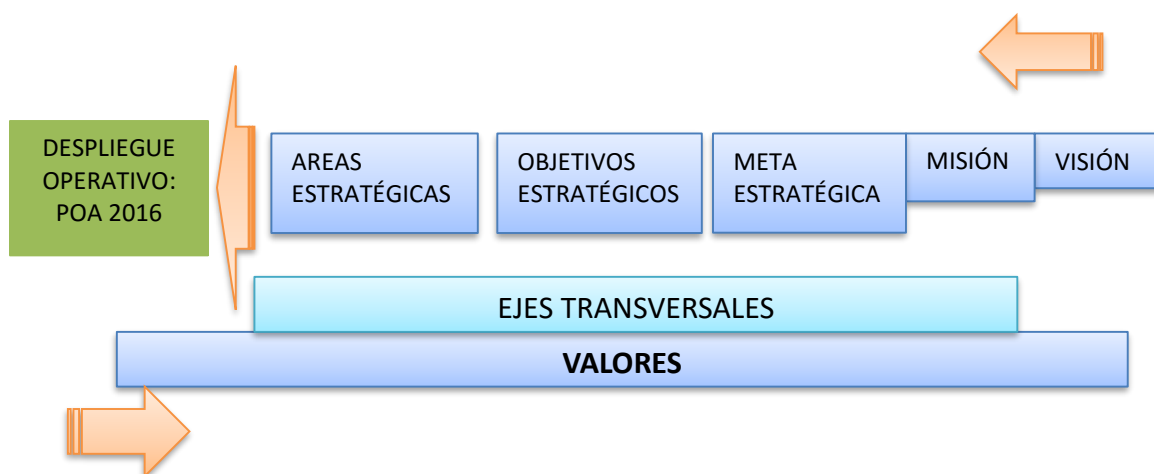 DESPLIEGUE
OPERATIVO:
POA 2016
AREAS
ESTRATÉGICAS
OBJETIVOS
ESTRATÉGICOS
META
ESTRATÉGICA
MISIÓN
VISIÓN
EJES TRANSVERSALES
VALORES